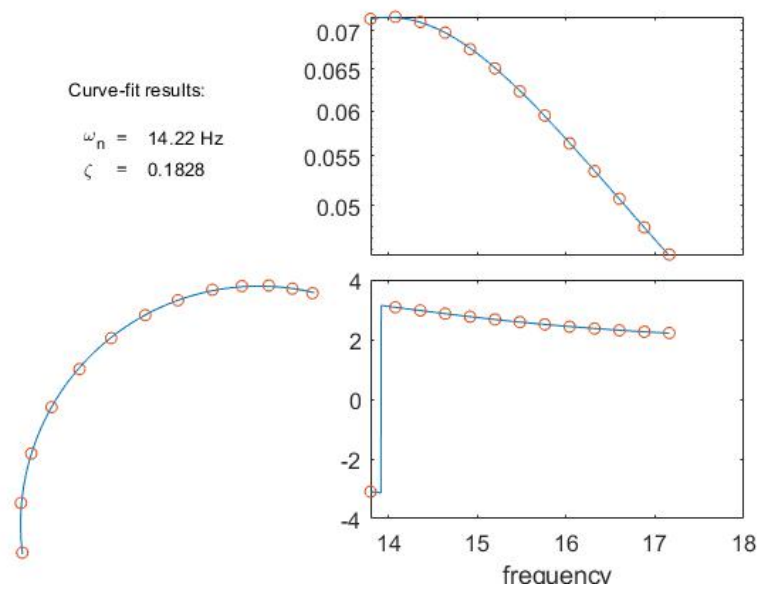 Curve-fit results:
ω_n = 14.22 Hz
ζ = 0.1828
0.07
0.065
0.06
0.055
0.05
4
2
0
-2
-4
14 15 16 17 18
frequency